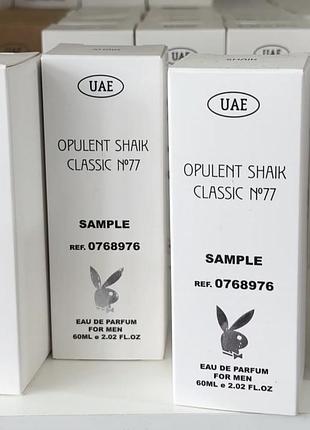 UAE
OPULENT SHAIK
CLASSIC Nº77
SAMPLE
REF. 0768976
EAU DE PARFUM
FOR MEN
60ML e 2.02 FL.OZ
SHAIK
UAE
OPULENT SHAIK
CLASSIC Nº77
SAMPLE
REF. 0768976
EAU DE PARFUM
FOR MEN
60ML e 2.02 FL.OZ